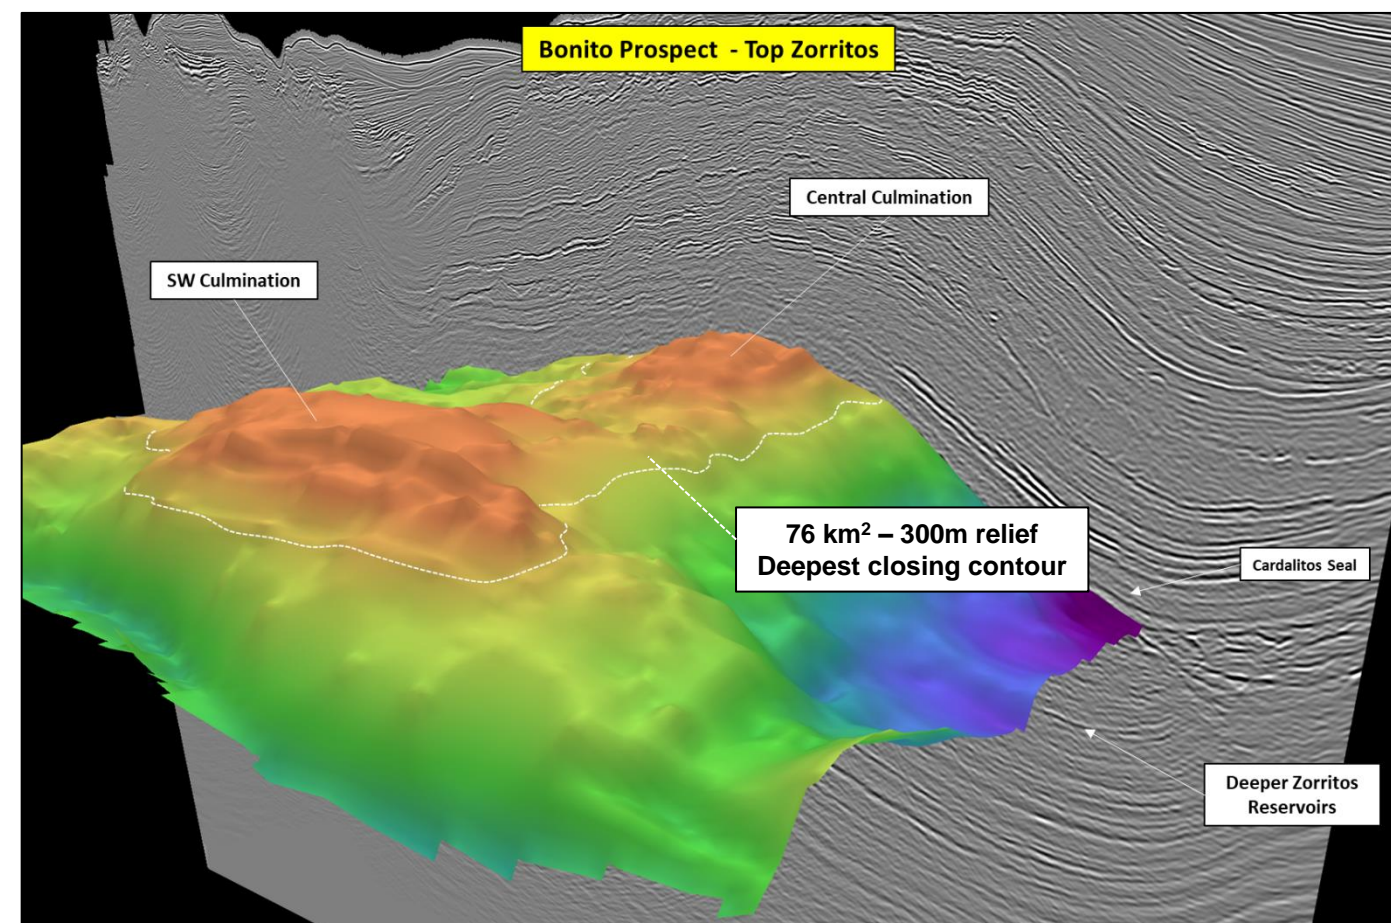 Bonito Prospect - Top Zorritos
Central Culmination
SW Culmination
76 km² – 300m relief
Deepest closing contour
Cardalitos Seal
Deeper Zorritos
Reservoirs